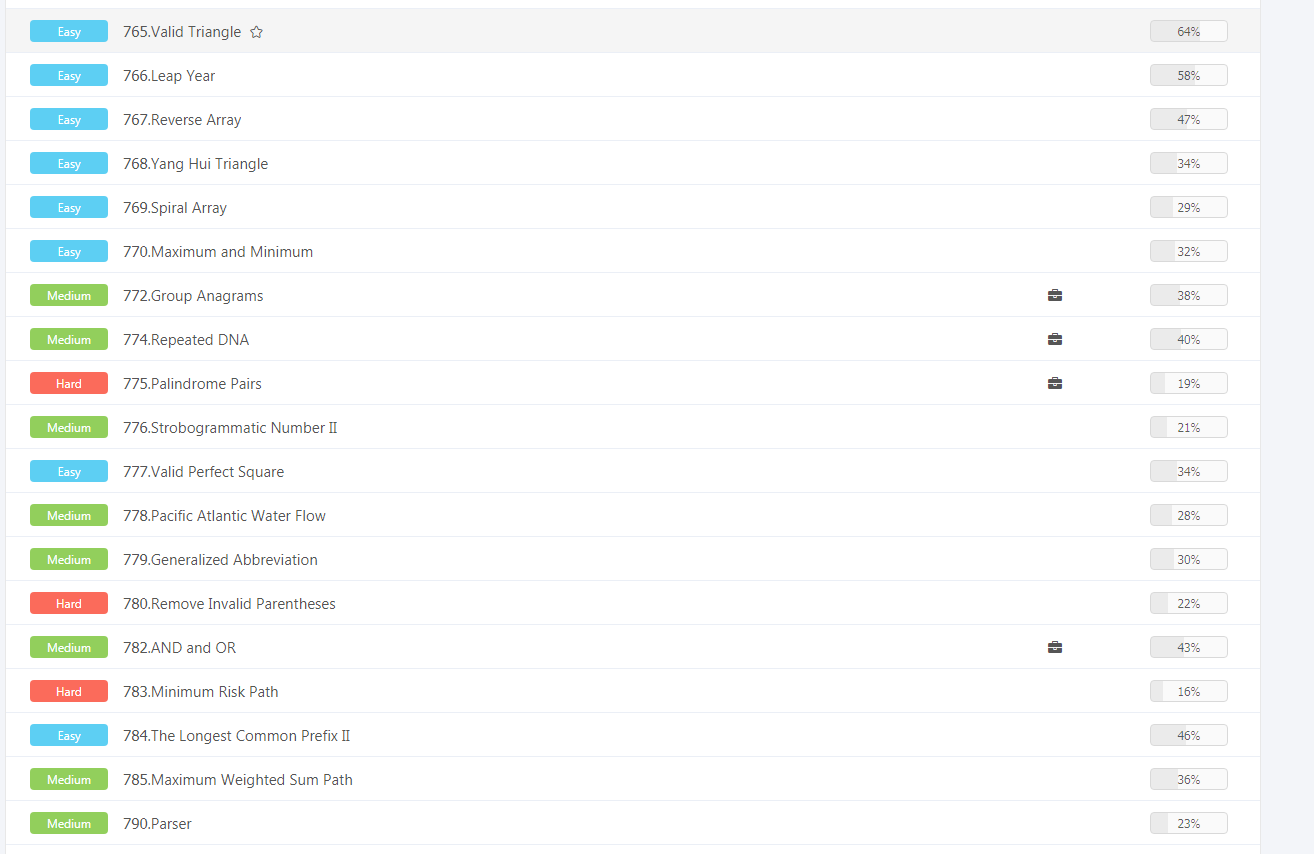 Easy 765.Valid Triangle 64%
Easy 766.Leap Year 58%
Easy 767.Reverse Array 47%
Easy 768.Yang Hui Triangle 34%
Easy 769.Spiral Array 29%
Easy 770.Maximum and Minimum 32%
Medium 772.Group Anagrams 38%
Medium 774.Repeated DNA 40%
Hard 775.Palindrome Pairs 19%
Medium 776.Strobogrammatic Number II 21%
Easy 777.Valid Perfect Square 34%
Medium 778.Pacific Atlantic Water Flow 28%
Medium 779.Generalized Abbreviation 30%
Hard 780.Remove Invalid Parentheses 22%
Medium 782.AND and OR 43%
Hard 783.Minimum Risk Path 16%
Easy 784.The Longest Common Prefix II 46%
Medium 785.Maximum Weighted Sum Path 36%
Medium 790.Parser 23%